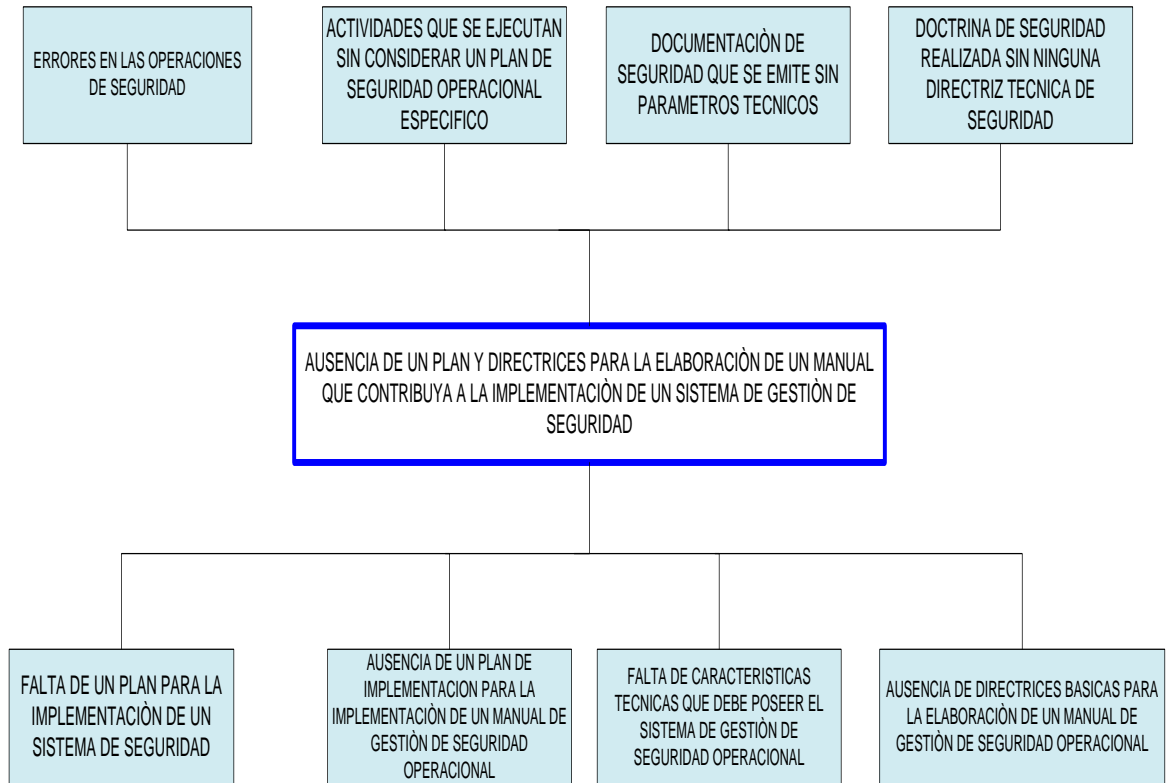 ERRORES EN LAS OPERACIONES
DE SEGURIDAD
ACTIVIDADES QUE SE EJECUTAN
SIN CONSIDERAR UN PLAN DE
SEGURIDAD OPERACIONAL
ESPECIFICO
DOCUMENTACIÒN DE
SEGURIDAD QUE SE EMITE SIN
PARAMETROS TECNICOS
DOCTRINA DE SEGURIDAD
REALIZADA SIN NINGUNA
DIRECTRIZ TECNICA DE
SEGURIDAD
AUSENCIA DE UN PLAN Y DIRECTRICES PARA LA ELABORACIÒN DE UN MANUAL
QUE CONTRIBUYA A LA IMPLEMENTACIÒN DE UN SISTEMA DE GESTIÒN DE
SEGURIDAD
FALTA DE UN PLAN PARA LA
IMPLEMENTACIÒN DE UN
SISTEMA DE SEGURIDAD
AUSENCIA DE UN PLAN DE
IMPLEMENTACION PARA LA
IMPLEMENTACIÒN DE UN MANUAL DE
GESTIÒN DE SEGURIDAD
OPERACIONAL
FALTA DE CARACTERISTICAS
TECNICAS QUE DEBE POSEER EL
SISTEMA DE GESTIÒN DE
SEGURIDAD OPERACIONAL
AUSENCIA DE DIRECTRICES BASICAS PARA
LA ELABORACIÒN DE UN MANUAL DE
GESTIÒN DE SEGURIDAD OPERACIONAL